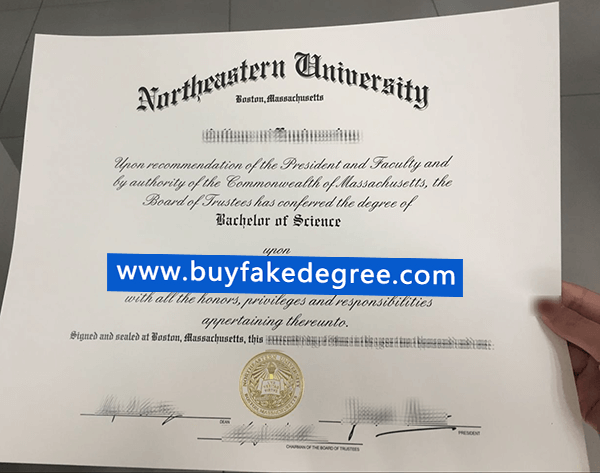 Northeastern University
Boston, Massachusetts
Upon recommendation of the President and Faculty and
by authority of the Commonwealth of Massachusetts, the
Board of Trustees has conferred the degree of
Bachelor of Science
upon
www.buyfakedegree.com
with all the honors, privileges and responsibilities
appertaining thereunto.
Signed and sealed at Boston, Massachusetts, this
DEAN
PRESIDENT
CHAIRMAN OF THE BOARD OF TRUSTEES